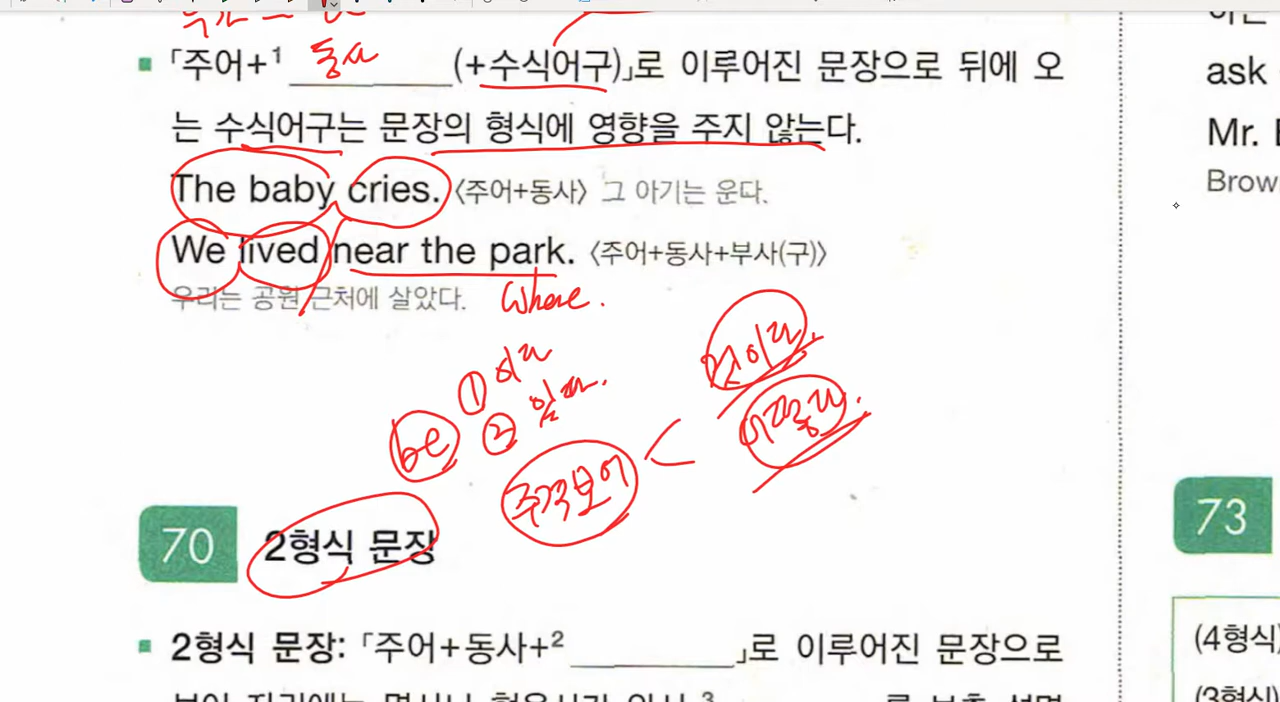 「주어+¹ 동사 (+수식어구)」로 이루어진 문장으로 뒤에 오
는 수식어구는 문장의 형식에 영향을 주지 않는다.
The baby cries. 〈주어+동사〉 그 아기는 운다.
We lived near the park. 〈주어+동사+부사(구)〉
우리는 공원 근처에 살았다. Where.
① 이다
② 있다.
be
주격보어
70 2형식 문장
2형식 문장: 「주어+동사+² ________」로 이루어진 문장으로
ask
Mr.
Brow
73
(4형식)
(3형식)